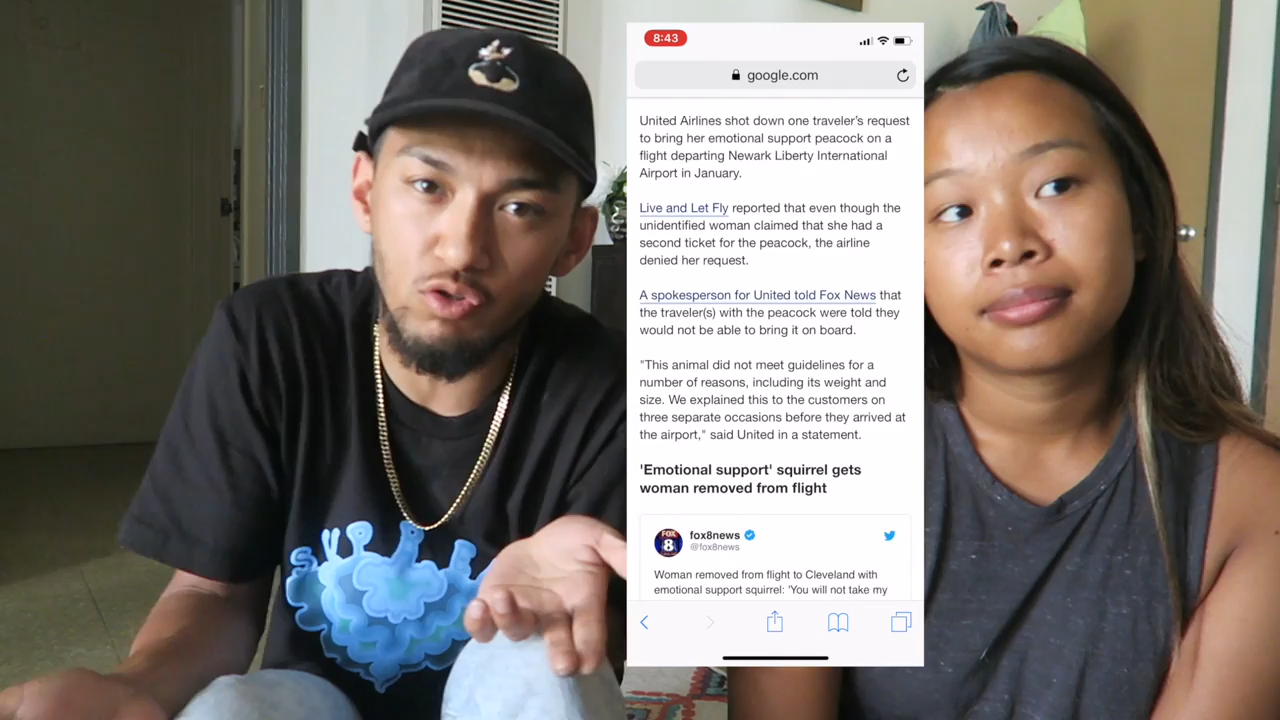 8:43
google.com
United Airlines shot down one traveler's request
to bring her emotional support peacock on a
flight departing Newark Liberty International
Airport in January.
Live and Let Fly reported that even though the
unidentified woman claimed that she had a
second ticket for the peacock, the airline
denied her request.
A spokesperson for United told Fox News that
the traveler(s) with the peacock were told they
would not be able to bring it on board.
"This animal did not meet guidelines for a
number of reasons, including its weight and
size. We explained this to the customers on
three separate occasions before they arrived at
the airport," said United in a statement.
'Emotional support' squirrel gets
woman removed from flight
FOX
8
fox8news
@fox8news
Woman removed from flight to Cleveland with
emotional support squirrel: 'You will not take my